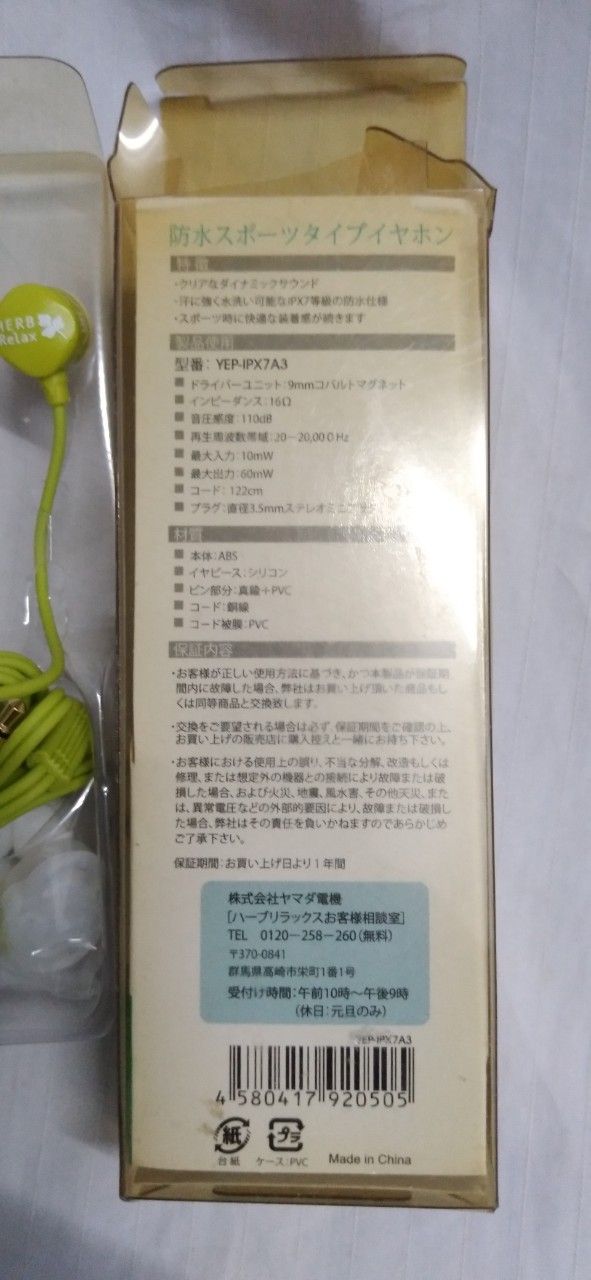 HERB
Relax
防水スポーツタイプイヤホン
特徴
・クリアなダイナミックサウンド
・汗に強く水洗い可能なIPX7等級の防水仕様
・スポーツ時に快適な装着感が続きます
製品使用
型番: YEP-IPX7A3
■ ドライバーユニット:9mmコバルトマグネット
■ インピーダンス:16Ω
■ 音圧感度: 110dB
■ 再生周波数帯域: 20−20,000Hz
■ 最大入力: 10mW
■ 最大出力: 60mW
■ コード: 122cm
■ プラグ:直径3.5mmステレオミニ
材質
■ 本体: ABS
■ イヤピース:シリコン
■ ピン部分: 真鍮+PVC
■ コード:銅線
■ コード被膜:PVC
保証内容
・お客様が正しい使用方法に基づき、かつ本製品が保証期
間内に故障した場合、弊社はお買い上げ頂いた商品もし
くは同等商品と交換致します.
・交換をご要望される場合は必ず、保証期間をご確認の上、
お買い上げの販売店に購入控えと一緒にお持ち下さい。
・お客様における使用上の誤り、不当な分解、改造もしくは
修理、または想定外の機器との接続により故障または破
損した場合、および火災、地震、風水害、その他天災、また
は、異常電圧などの外部的要因により、故障または破損し
た場合、弊社はその責任を負いかねますのであらかじめ
ご了承下さい。
保証期間:お買い上げ日より1年間
株式会社ヤマダ電機
[ハーブリラックスお客様相談室]
TEL 0120−258−260(無料)
〒370-0841
群馬県高崎市栄町1番1号
受付け時間:午前10時〜午後9時
(休日:元旦のみ)
YEP-IPX7A3
4 580417 920505
紙 プラ
台紙 ケース:PVC Made in China